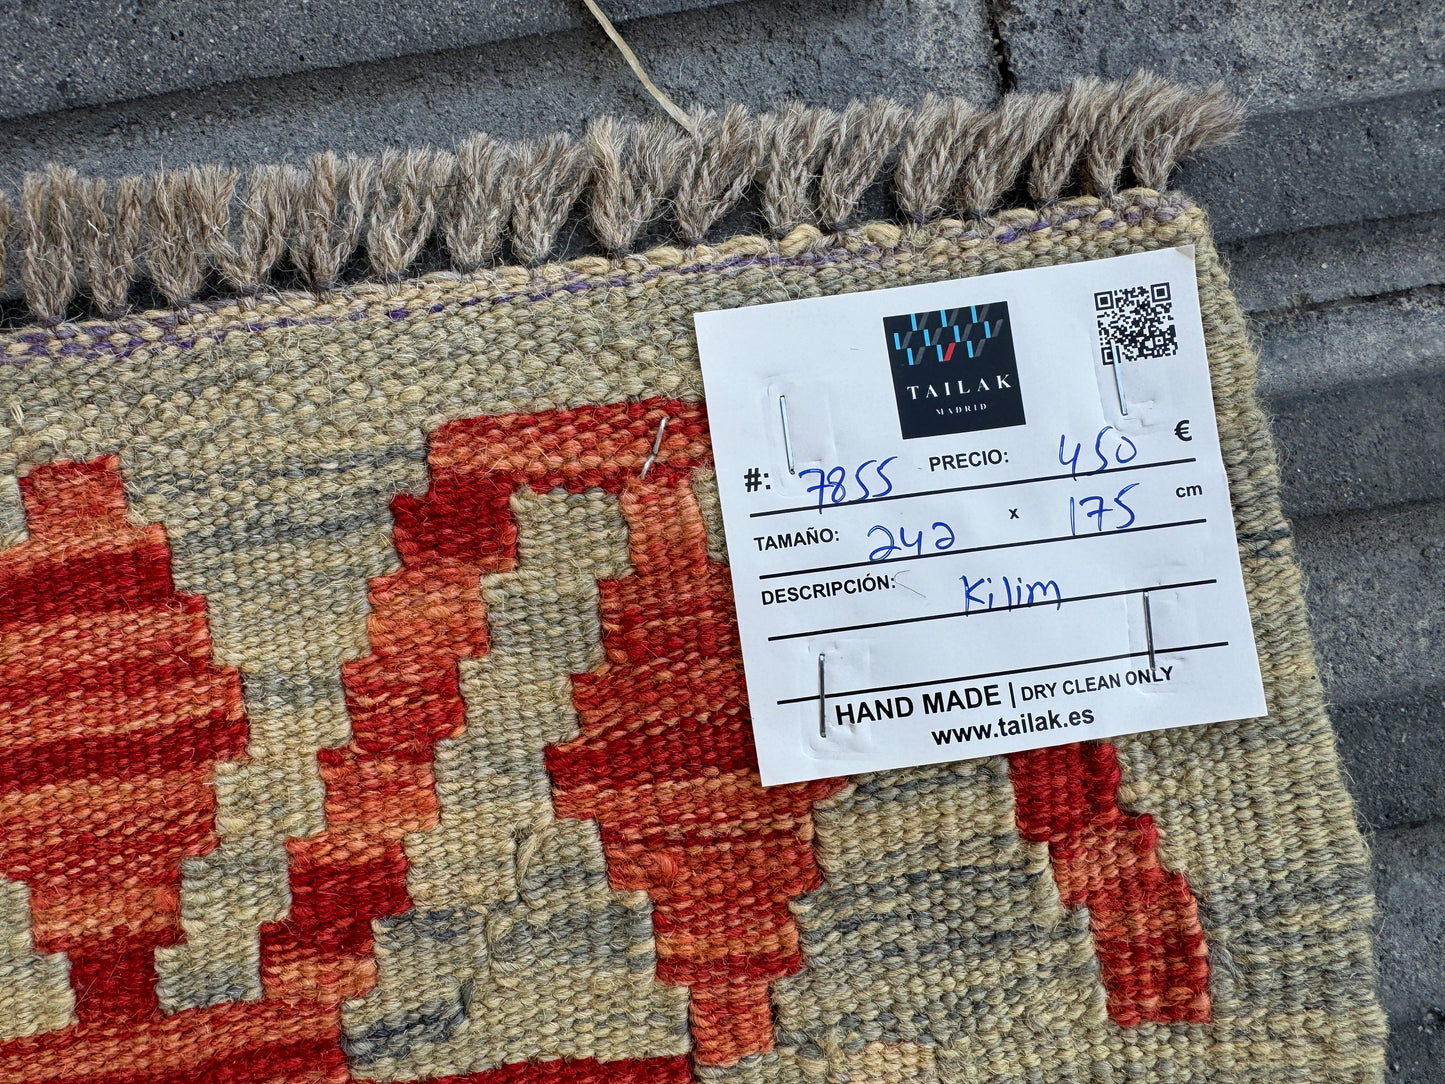 TAILAK
MADRID
#: 7855 PRECIO: 450 €
TAMAÑO: 242 x 175 cm
DESCRIPCIÓN: Kilim
HAND MADE | DRY CLEAN ONLY
www.tailak.es